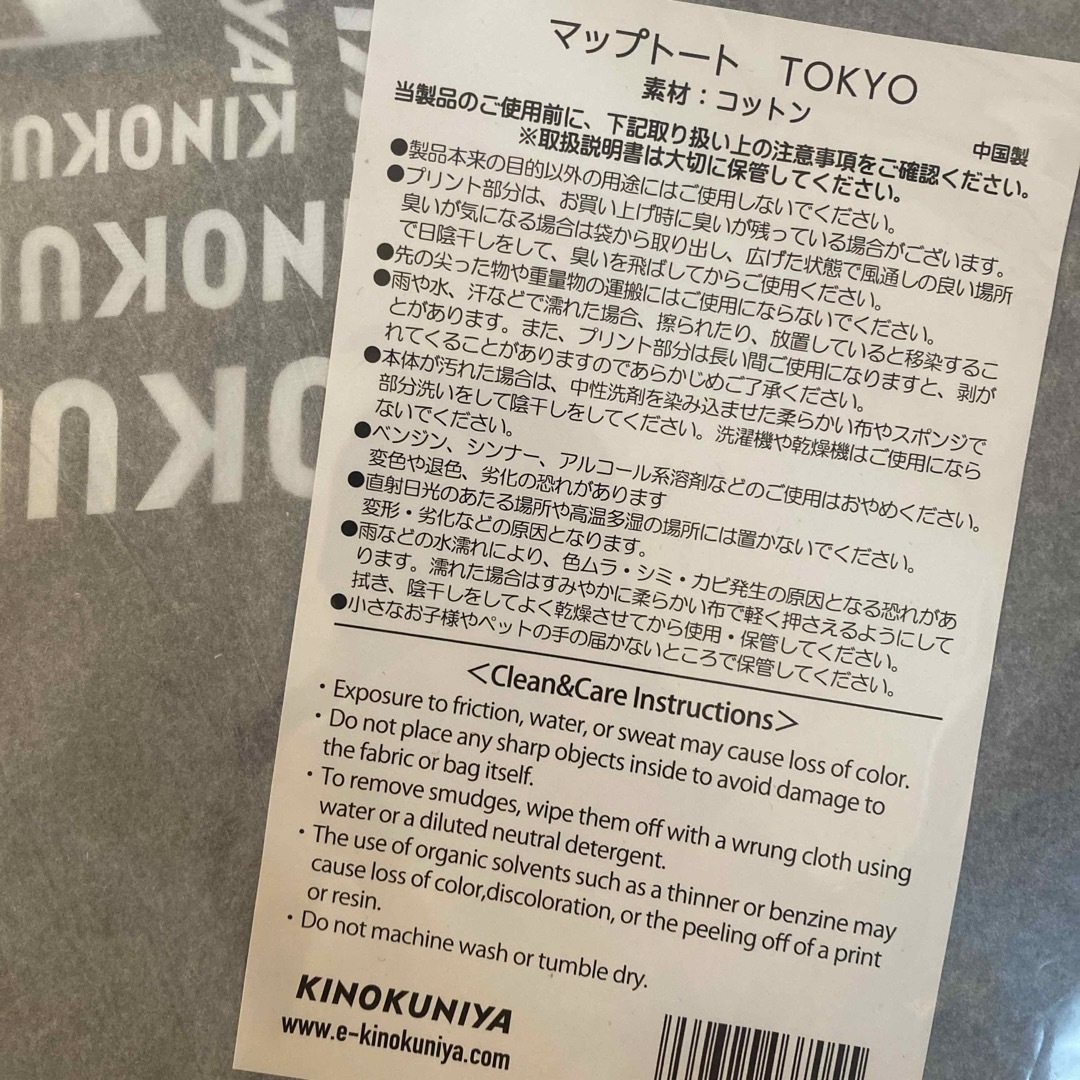 マップトート TOKYO
素材：コットン
中国製
当製品のご使用前に、下記取り扱い上の注意事項をご確認ください。
※取扱説明書は大切に保管してください。
●製品本来の目的以外の用途にはご使用しないでください。
●プリント部分は、お買い上げ時に臭いが残っている場合がございます。
臭いが気になる場合は袋から取り出し、広げた状態で風通しの良い場所
で日陰干しをして、臭いを飛ばしてからご使用ください。
●先の尖った物や重量物の運搬にはご使用にならないでください。
●雨や水、汗などで濡れた場合、擦られたり、放置していると移染するこ
とがあります。また、プリント部分は長い間ご使用になりますと、剥が
れてくることがありますのであらかじめご了承ください。
●本体が汚れた場合は、中性洗剤を染み込ませた柔らかい布やスポンジで
部分洗いをして陰干しをしてください。洗濯機や乾燥機はご使用になら
ないでください。
●ベンジン、シンナー、アルコール系溶剤などのご使用はおやめください。
変色や退色、劣化の恐れがあります
●直射日光のあたる場所や高温多湿の場所には置かないでください。
変形・劣化などの原因となります。
●雨などの水濡れにより、色ムラ・シミ・カビ発生の原因となる恐れがあ
ります。濡れた場合はすみやかに柔らかい布で軽く押さえるようにして
拭き、陰干しをしてよく乾燥させてから使用・保管してください。
●小さなお子様やペットの手の届かないところで保管してください。
＜Clean&Care Instructions＞
・Exposure to friction, water, or sweat may cause loss of color.
・Do not place any sharp objects inside to avoid damage to
the fabric or bag itself.
・To remove smudges, wipe them off with a wrung cloth using
water or a diluted neutral detergent.
・The use of organic solvents such as a thinner or benzine may
cause loss of color,discoloration, or the peeling off of a print
or resin.
・Do not machine wash or tumble dry.
KINOKUNIYA
www.e-kinokuniya.com
YA
KINOKU
NOKU
OKU